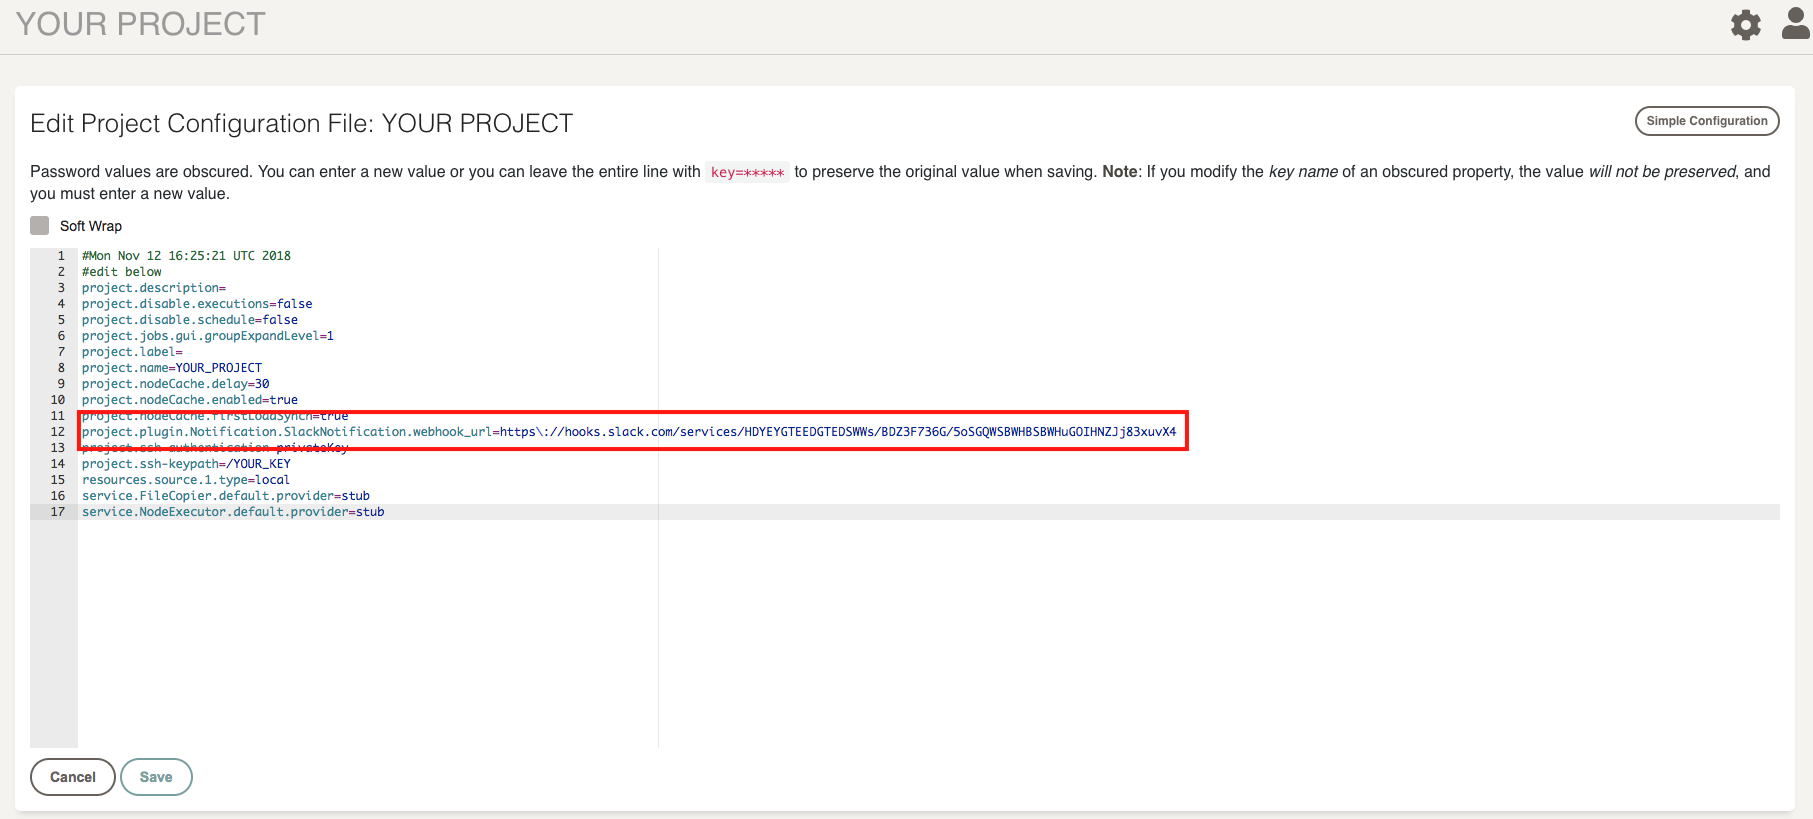 YOUR PROJECT
Edit Project Configuration File: YOUR PROJECT
Simple Configuration
Password values are obscured. You can enter a new value or you can leave the entire line with key=***** to preserve the original value when saving. Note: If you modify the key name of an obscured property, the value will not be preserved, and
you must enter a new value.
Soft Wrap
1 #Mon Nov 12 16:25:21 UTC 2018
2 #edit below
3 project.description=
4 project.disable.executions=false
5 project.disable.schedule=false
6 project.jobs.gui.groupExpandLevel=1
7 project.label=
8 project.name=YOUR_PROJECT
9 project.nodeCache.delay=30
10 project.nodeCache.enabled=true
11 project.nodeCache.firstLoadSynch=true
12 project.plugin.Notification.SlackNotification.webhook_url=https\://hooks.slack.com/services/HDYEYGTEEDGTEDSWWs/BDZ3F736G/5oSGQWSBWHBSBWHuGOIHNZJj83xuvX4
13 project.ssh-authentication=privateKey
14 project.ssh-keypath=/YOUR_KEY
15 resources.source.1.type=local
16 service.FileCopier.default.provider=stub
17 service.NodeExecutor.default.provider=stub
Cancel Save